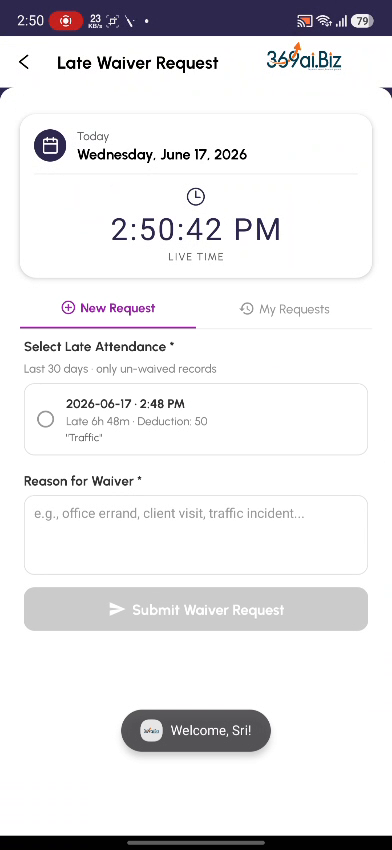 2:50
23
KB/s
79
Late Waiver Request
369ai.Biz
Today
Wednesday, June 17, 2026
2:50:42 PM
LIVE TIME
New Request
My Requests
Select Late Attendance *
Last 30 days · only un-waived records
2026-06-17 · 2:48 PM
Late 6h 48m · Deduction: 50
"Traffic"
Reason for Waiver *
e.g., office errand, client visit, traffic incident...
Submit Waiver Request
Welcome, Sri!